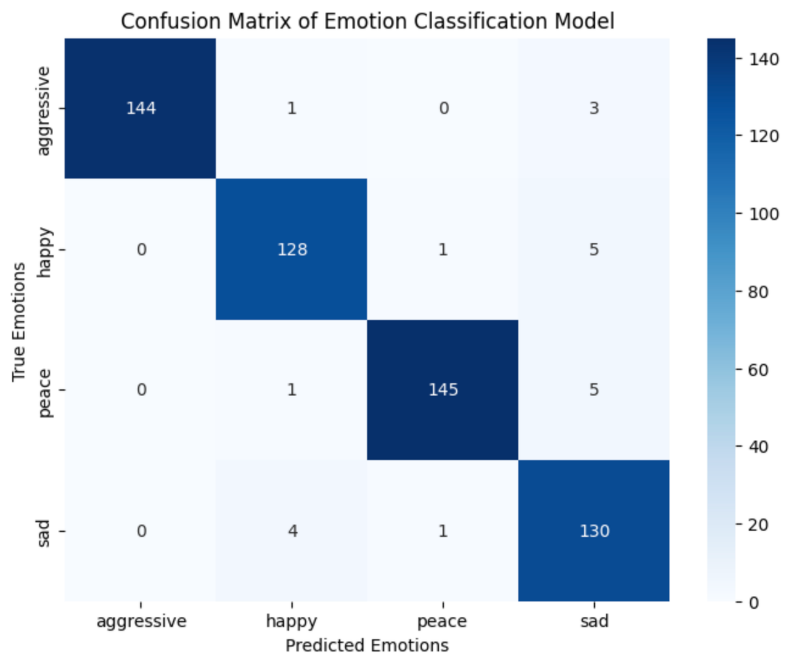 Confusion Matrix of Emotion Classification Model
True Emotions
aggressive 144 1 0 3
happy 0 128 1 5
peace 0 1 145 5
sad 0 4 1 130
aggressive happy peace sad
Predicted Emotions
140
120
100
80
60
40
20
0